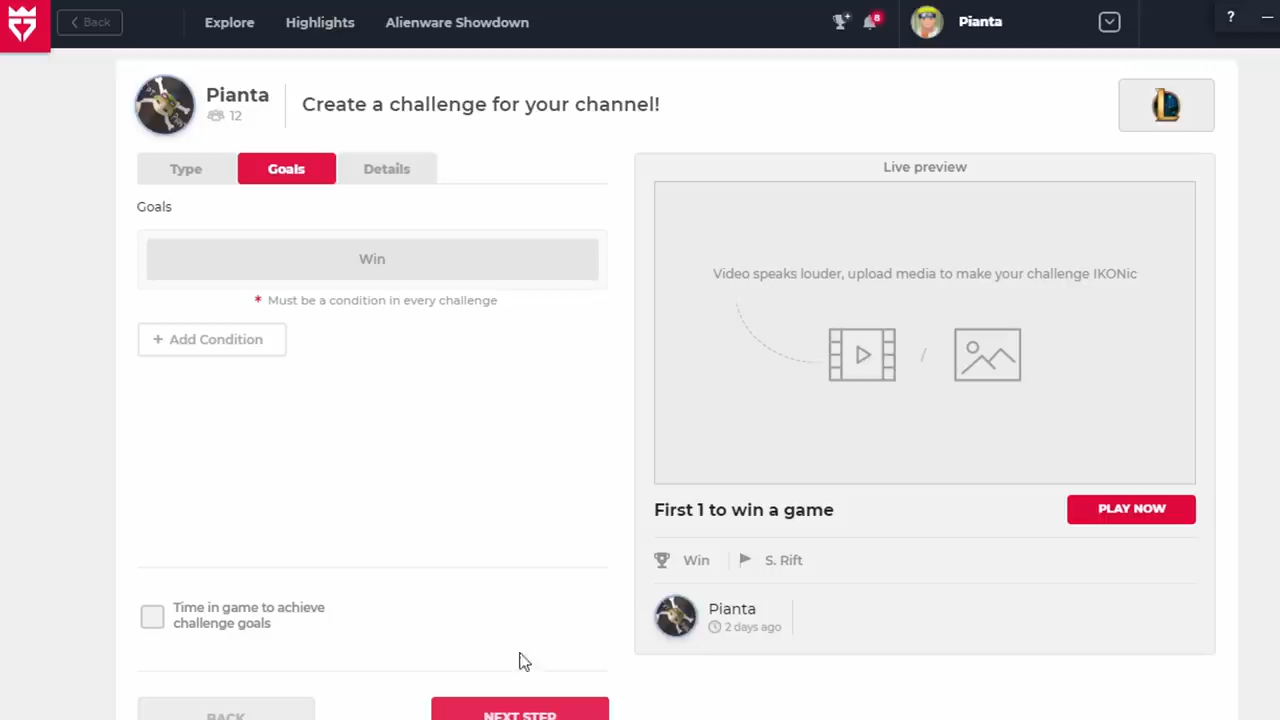 Back
Explore
Highlights
Alienware Showdown
8
Pianta
?
Pianta
12
Create a challenge for your channel!
Type
Goals
Details
Goals
Win
* Must be a condition in every challenge
+ Add Condition
Time in game to achieve
challenge goals
BACK
NEXT STEP
Live preview
Video speaks louder, upload media to make your challenge IKONic
/
First 1 to win a game
PLAY NOW
Win
S. Rift
Pianta
2 days ago